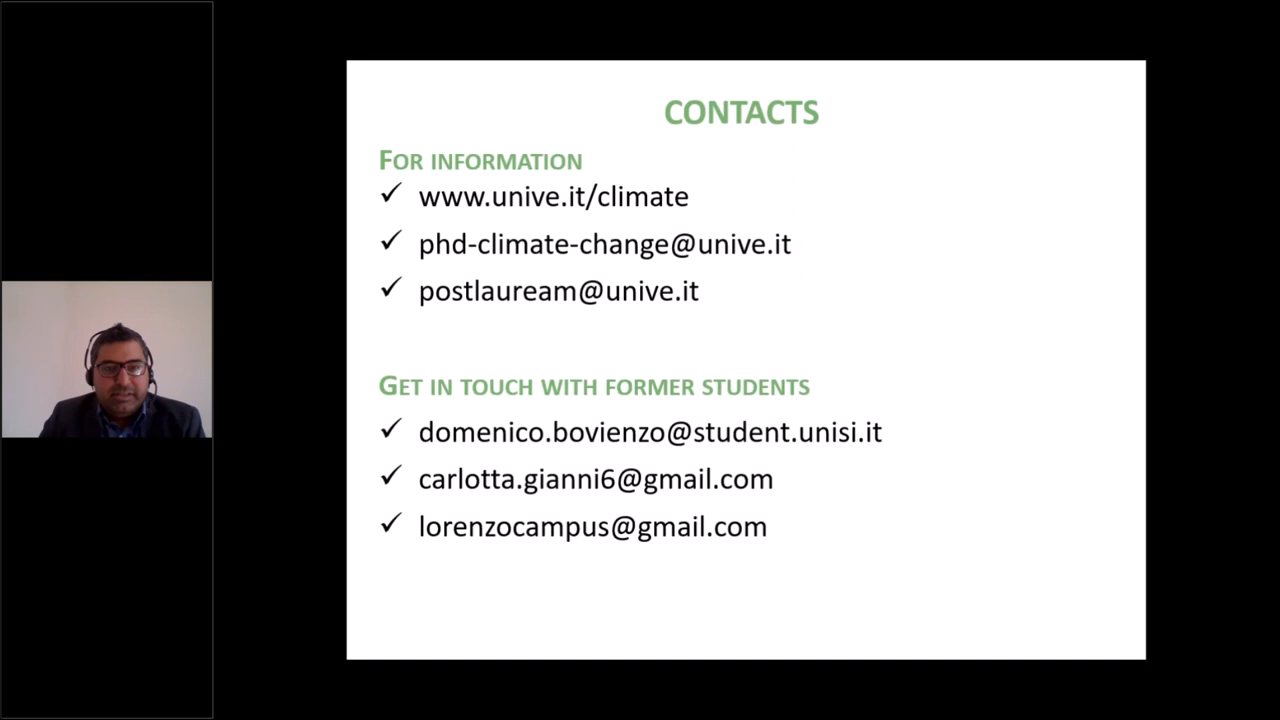 CONTACTS
FOR INFORMATION
✓ www.unive.it/climate
✓ phd-climate-change@unive.it
✓ postlauream@unive.it
GET IN TOUCH WITH FORMER STUDENTS
✓ domenico.bovienzo@student.unisi.it
✓ carlotta.gianni6@gmail.com
✓ lorenzocampus@gmail.com